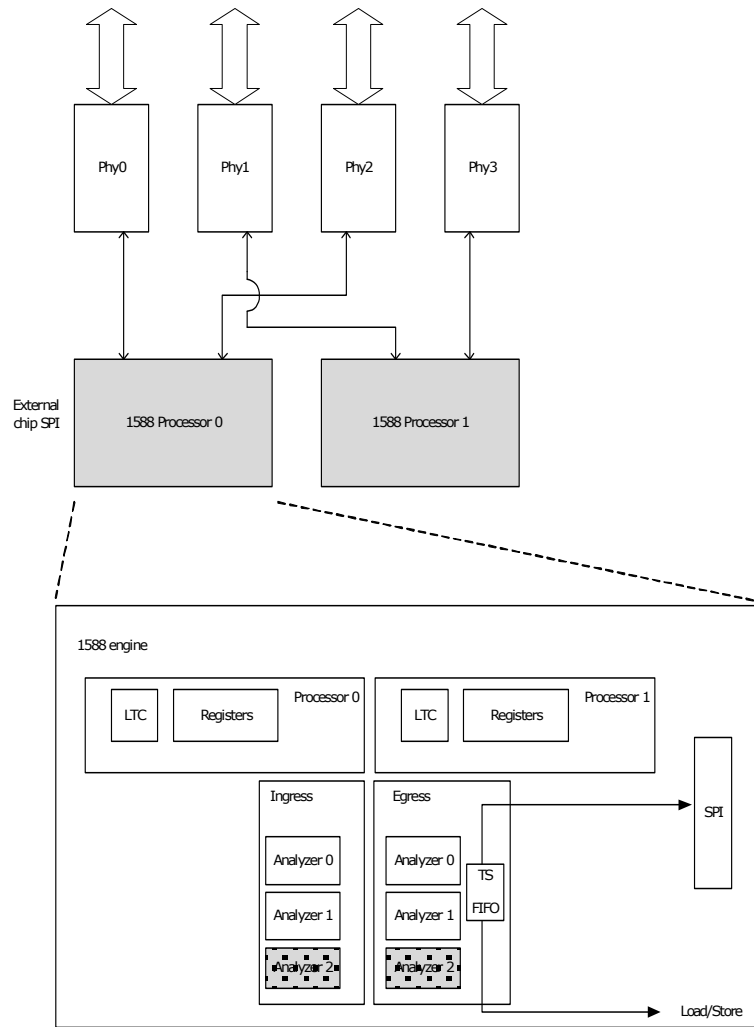 Phy0
Phy1
Phy2
Phy3
External
chip SPI
1588 Processor 0
1588 Processor 1
1588 engine
Processor 0
LTC
Registers
Processor 1
LTC
Registers
SPI
Ingress
Analyzer 0
Analyzer 1
Analyzer 2
Egress
Analyzer 0
Analyzer 1
Analyzer 2
TS
FIFO
Load/Store